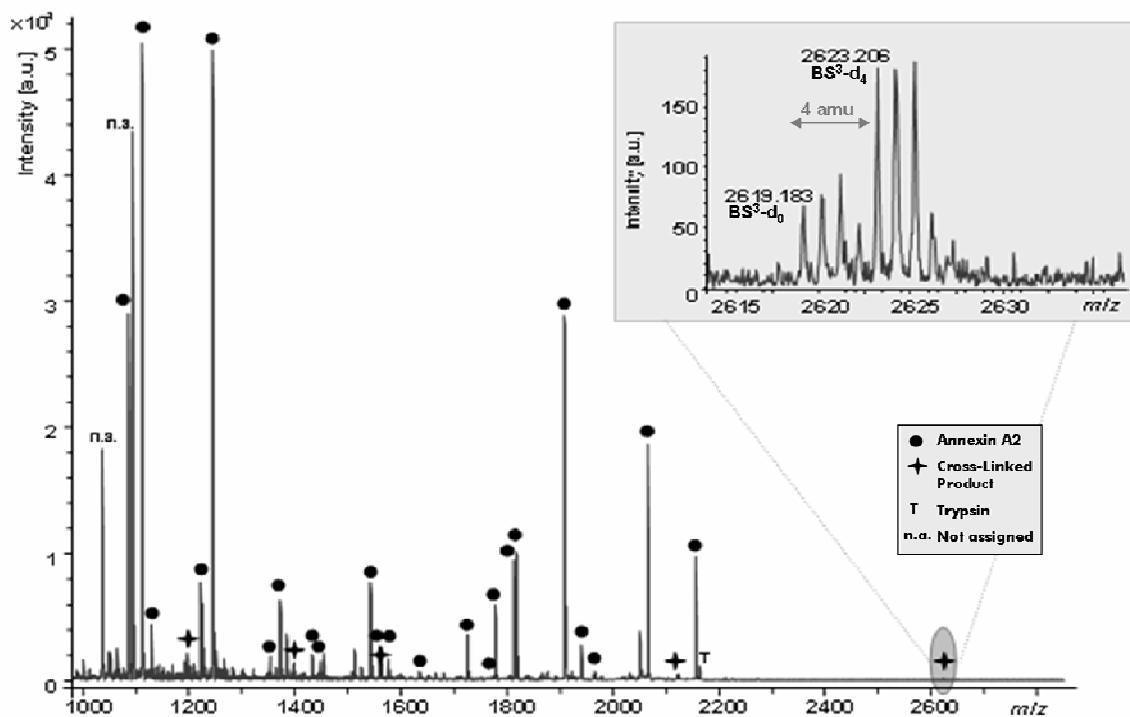 ×10³
Intensity [a.u.]
5
4
3
2
1
0
n.a.
n.a.
1000 1200 1400 1600 1800 2000 2200 2400 2600 m/z
T
2623.206
BS³-d₄
4 amu
2619.183
BS³-d₀
Intensity [a.u.]
150
100
50
0
2615 2620 2625 2630 m/z
Annexin A2
Cross-Linked
Product
T Trypsin
n.a. Not assigned